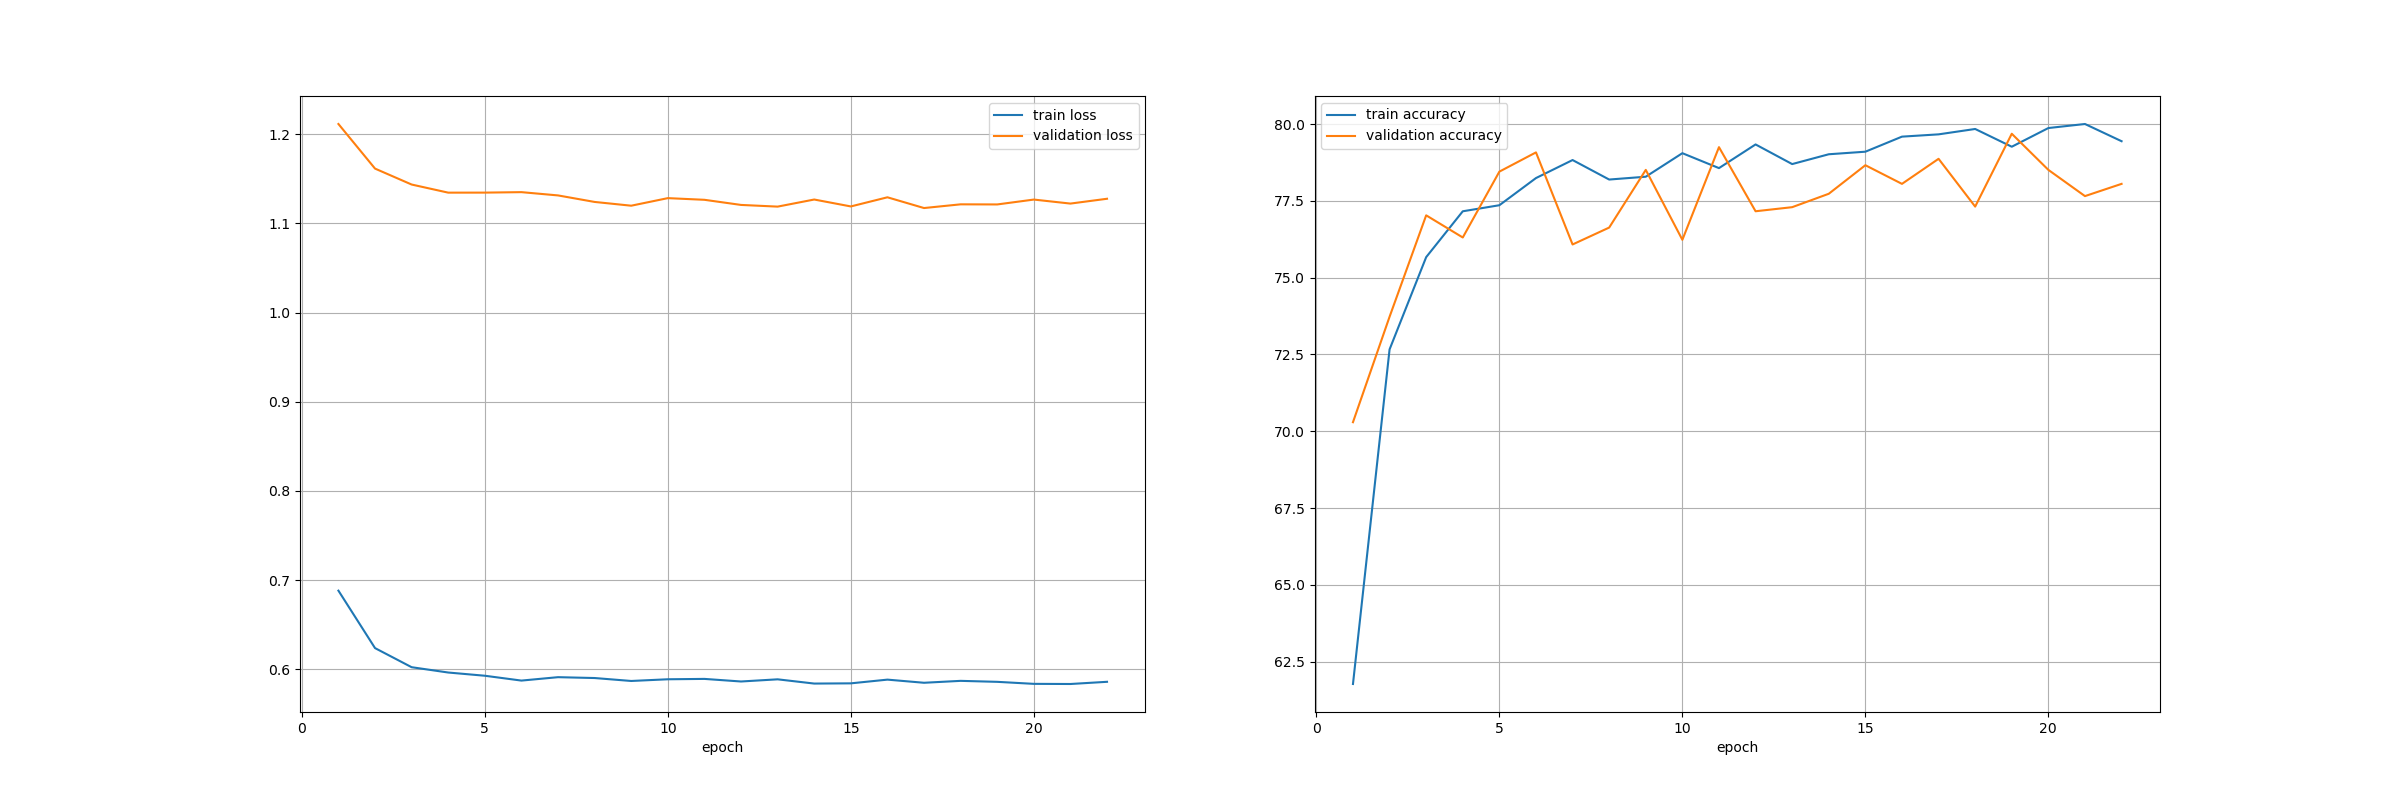 train loss
validation loss
1.2
1.1
1.0
0.9
0.8
0.7
0.6
0 5 10 15 20
epoch
train accuracy
validation accuracy
80.0
77.5
75.0
72.5
70.0
67.5
65.0
62.5
0 5 10 15 20
epoch